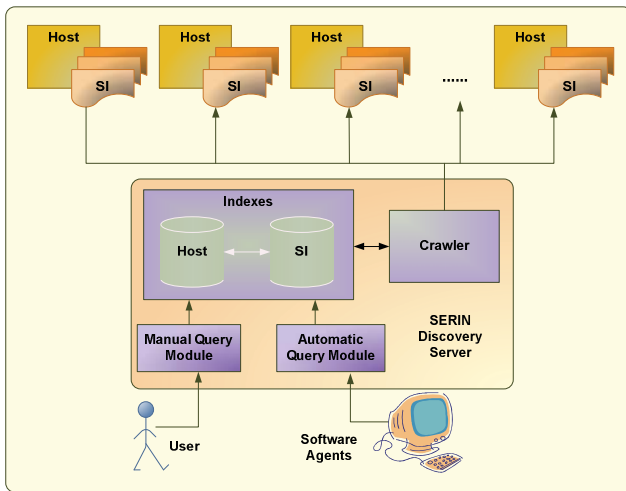 Host
Host
Host
Host
SI
SI
SI
......
SI
Indexes
Host
SI
Crawler
SERIN
Discovery
Server
Manual Query
Module
Automatic
Query Module
User
Software
Agents